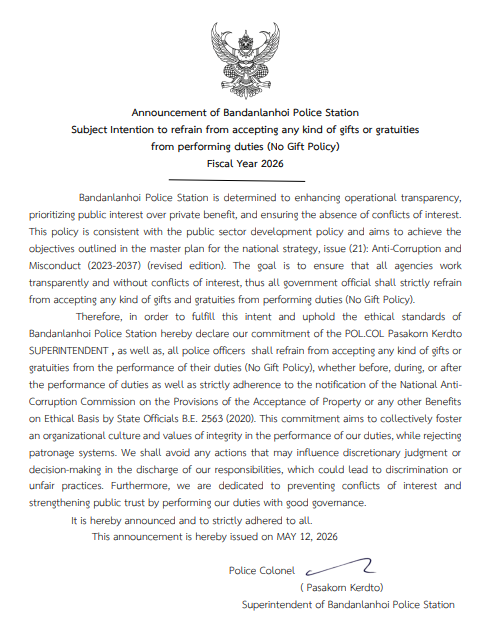 Announcement of Bandanlanhoi Police Station
Subject Intention to refrain from accepting any kind of gifts or gratuities
from performing duties (No Gift Policy)
Fiscal Year 2026
Bandanlanhoi Police Station is determined to enhancing operational transparency,
prioritizing public interest over private benefit, and ensuring the absence of conflicts of interest.
This policy is consistent with the public sector development policy and aims to achieve the
objectives outlined in the master plan for the national strategy, issue (21): Anti-Corruption and
Misconduct (2023-2037) (revised edition). The goal is to ensure that all agencies work
transparently and without conflicts of interest, thus all government official shall strictly refrain
from accepting any kind of gifts and gratuities from performing duties (No Gift Policy).
Therefore, in order to fulfill this intent and uphold the ethical standards of
Bandanlanhoi Police Station hereby declare our commitment of the POL.COL Pasakorn Kerdto
SUPERINTENDENT , as well as, all police officers shall refrain from accepting any kind of gifts or
gratuities from the performance of their duties (No Gift Policy), whether before, during, or after
the performance of duties as well as strictly adherence to the notification of the National Anti-
Corruption Commission on the Provisions of the Acceptance of Property or any other Benefits
on Ethical Basis by State Officials B.E. 2563 (2020). This commitment aims to collectively foster
an organizational culture and values of integrity in the performance of our duties, while rejecting
patronage systems. We shall avoid any actions that may influence discretionary judgment or
decision-making in the discharge of our responsibilities, which could lead to discrimination or
unfair practices. Furthermore, we are dedicated to preventing conflicts of interest and
strengthening public trust by performing our duties with good governance.
It is hereby announced and to strictly adhered to all.
This announcement is hereby issued on MAY 12, 2026
Police Colonel
( Pasakorn Kerdto)
Superintendent of Bandanlanhoi Police Station